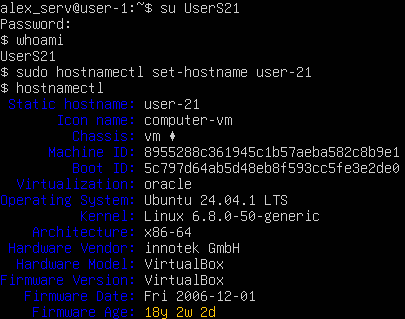 alex_serv@user-1:~$ su UserS21
Password:
$ whoami
UserS21
$ sudo hostnamectl set-hostname user-21
$ hostnamectl
Static hostname: user-21
Icon name: computer-vm
Chassis: vm ♦
Machine ID: 8955288c361945c1b57aeba582c8b9e1
Boot ID: 5c797d64ab5d48eb8f593cc5fe3e2de0
Virtualization: oracle
Operating System: Ubuntu 24.04.1 LTS
Kernel: Linux 6.8.0-50-generic
Architecture: x86-64
Hardware Vendor: innotek GmbH
Hardware Model: VirtualBox
Firmware Version: VirtualBox
Firmware Date: Fri 2006-12-01
Firmware Age: 18y 2w 2d